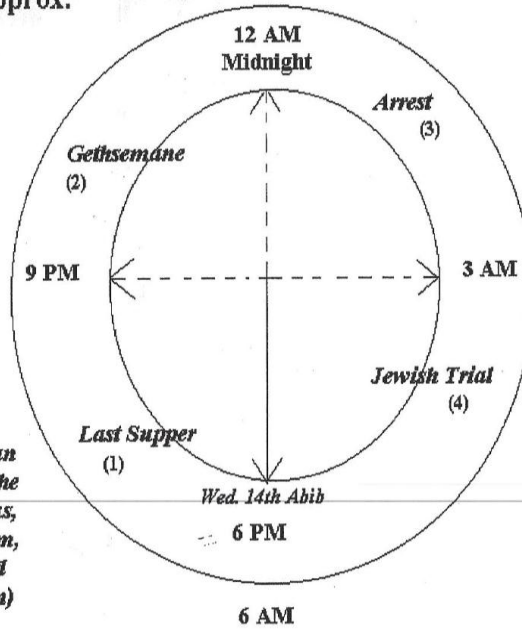 12 AM
Midnight
Arrest
(3)
Gethsemane
(2)
9 PM
3 AM
Jewish Trial
(4)
Last Supper
(1)
Wed. 14th Abib
6 PM
6 AM